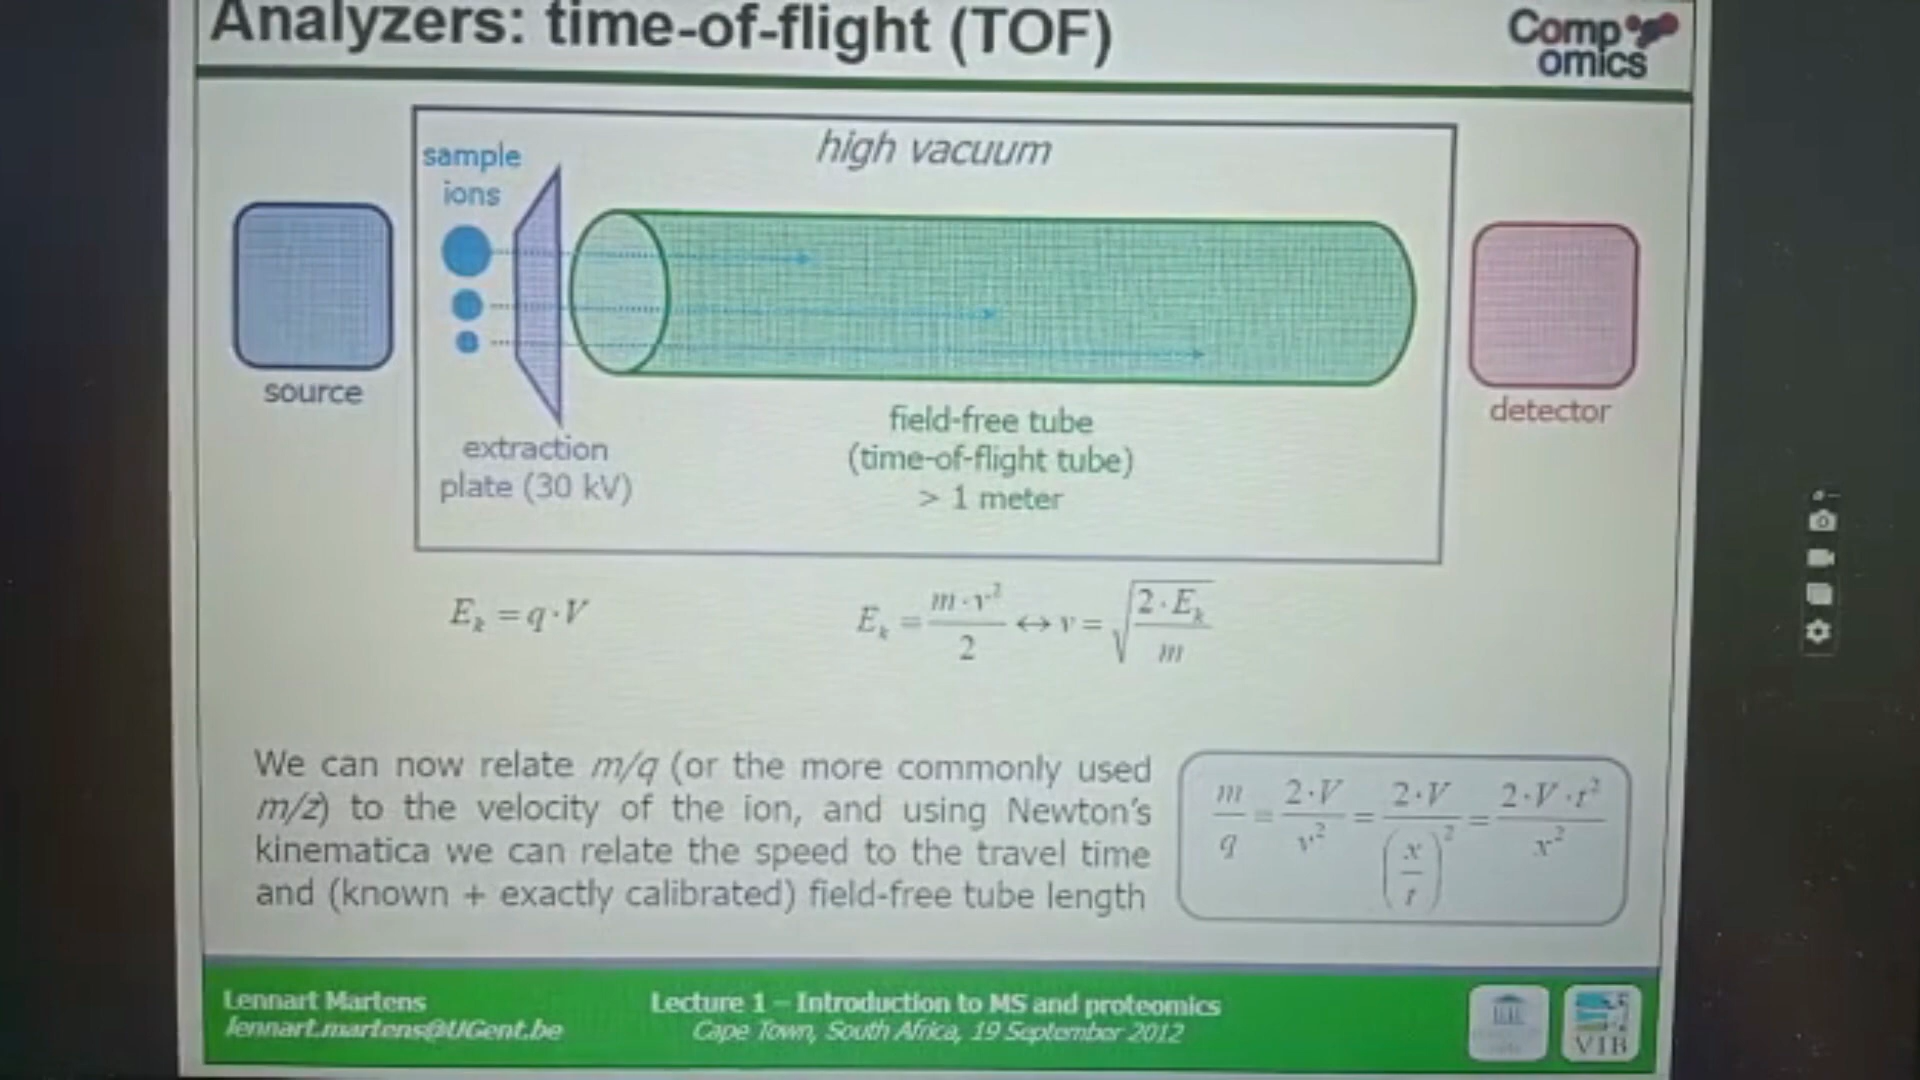 Analyzers: time-of-flight (TOF)
Comp
omics
high vacuum
sample
ions
source
extraction
plate (30 kV)
field-free tube
(time-of-flight tube)
> 1 meter
detector
E_k = q · V
E_k = m · v² / 2 ↔ v = √(2 · E_k / m)
We can now relate m/q (or the more commonly used
m/z) to the velocity of the ion, and using Newton's
kinematica we can relate the speed to the travel time
and (known + exactly calibrated) field-free tube length
m/q = 2·V / v² = 2·V / (x/t)² = 2·V·t² / x²
Lennart Martens
lennart.martens@UGent.be
Lecture 1 – Introduction to MS and proteomics
Cape Town, South Africa, 19 September 2012
VIB